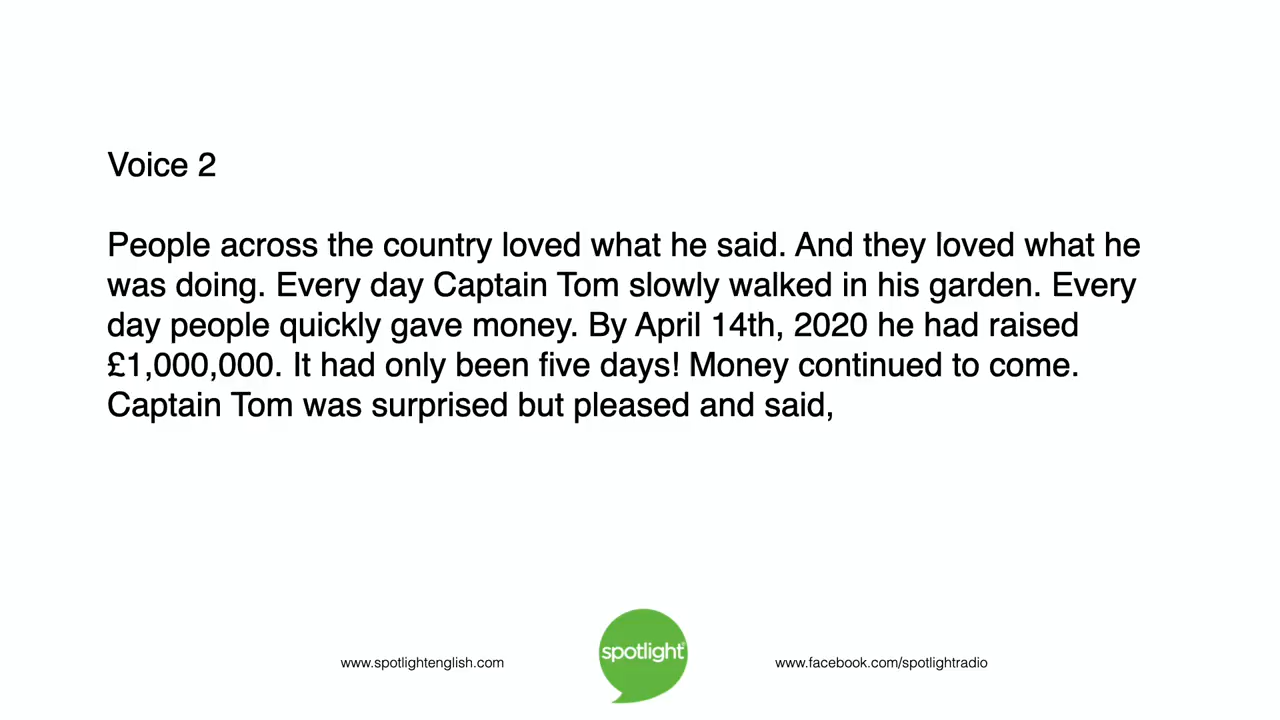 Voice 2
People across the country loved what he said. And they loved what he
was doing. Every day Captain Tom slowly walked in his garden. Every
day people quickly gave money. By April 14th, 2020 he had raised
£1,000,000. It had only been five days! Money continued to come.
Captain Tom was surprised but pleased and said,
www.spotlightenglish.com
spotlight®
www.facebook.com/spotlightradio